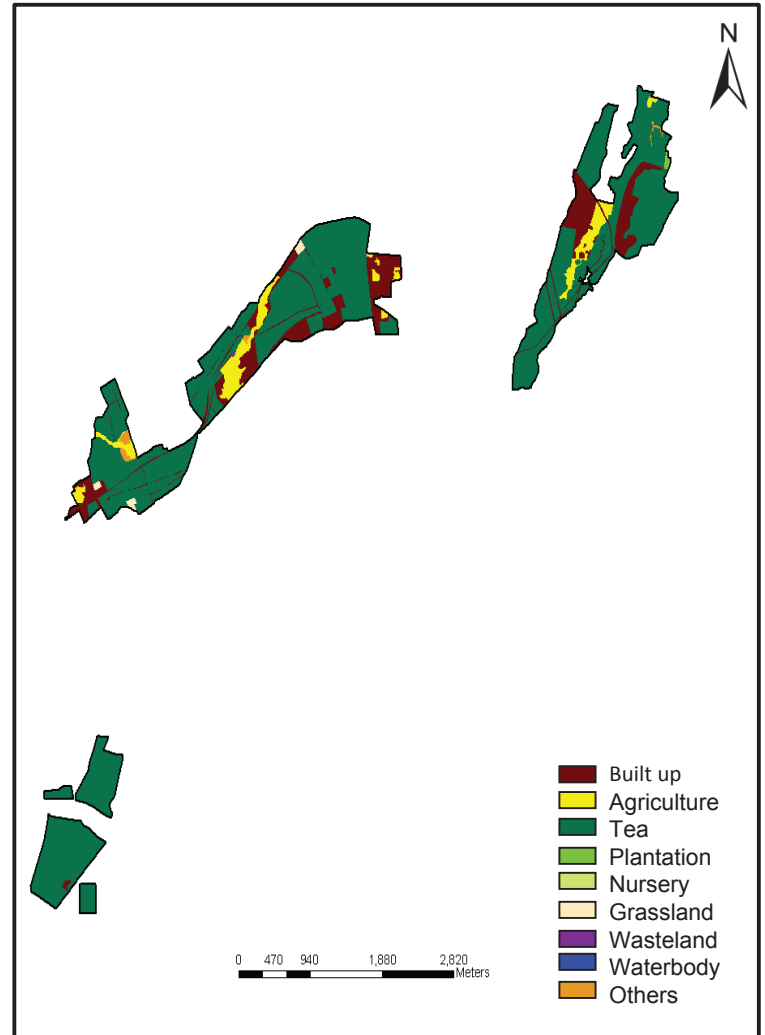 N
Built up
Agriculture
Tea
Plantation
Nursery
Grassland
Wasteland
Waterbody
Others
0 470 940 1,880 2,820
Meters